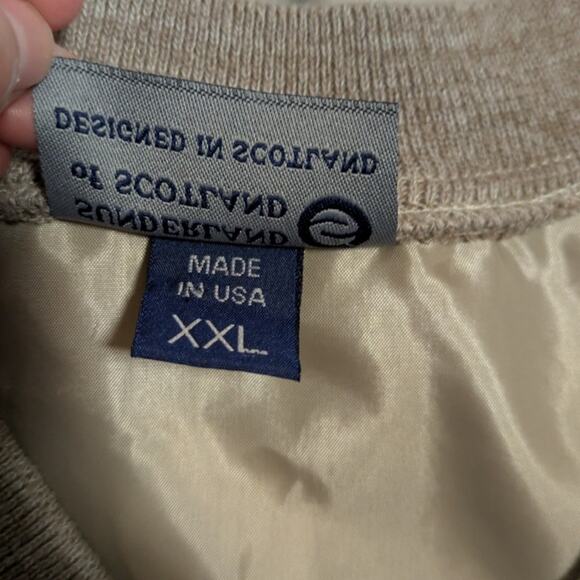 SUNDERLAND
of SCOTLAND
DESIGNED IN SCOTLAND
MADE
IN USA
XXL